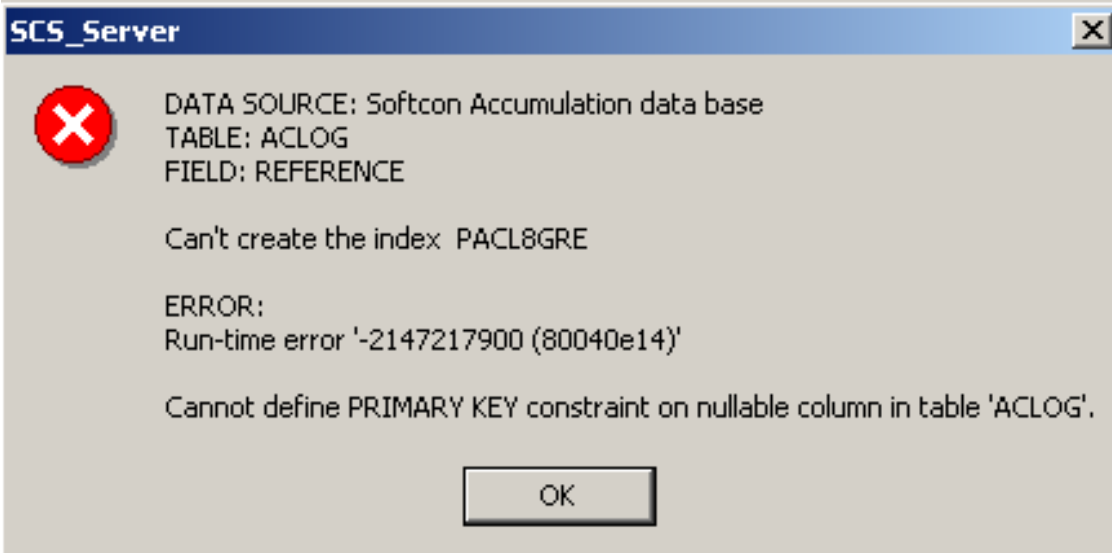 SCS_Server
DATA SOURCE: Softcon Accumulation data base
TABLE: ACLOG
FIELD: REFERENCE
Can't create the index  PACL8GRE
ERROR:
Run-time error '-2147217900 (80040e14)'
Cannot define PRIMARY KEY constraint on nullable column in table 'ACLOG'.
OK